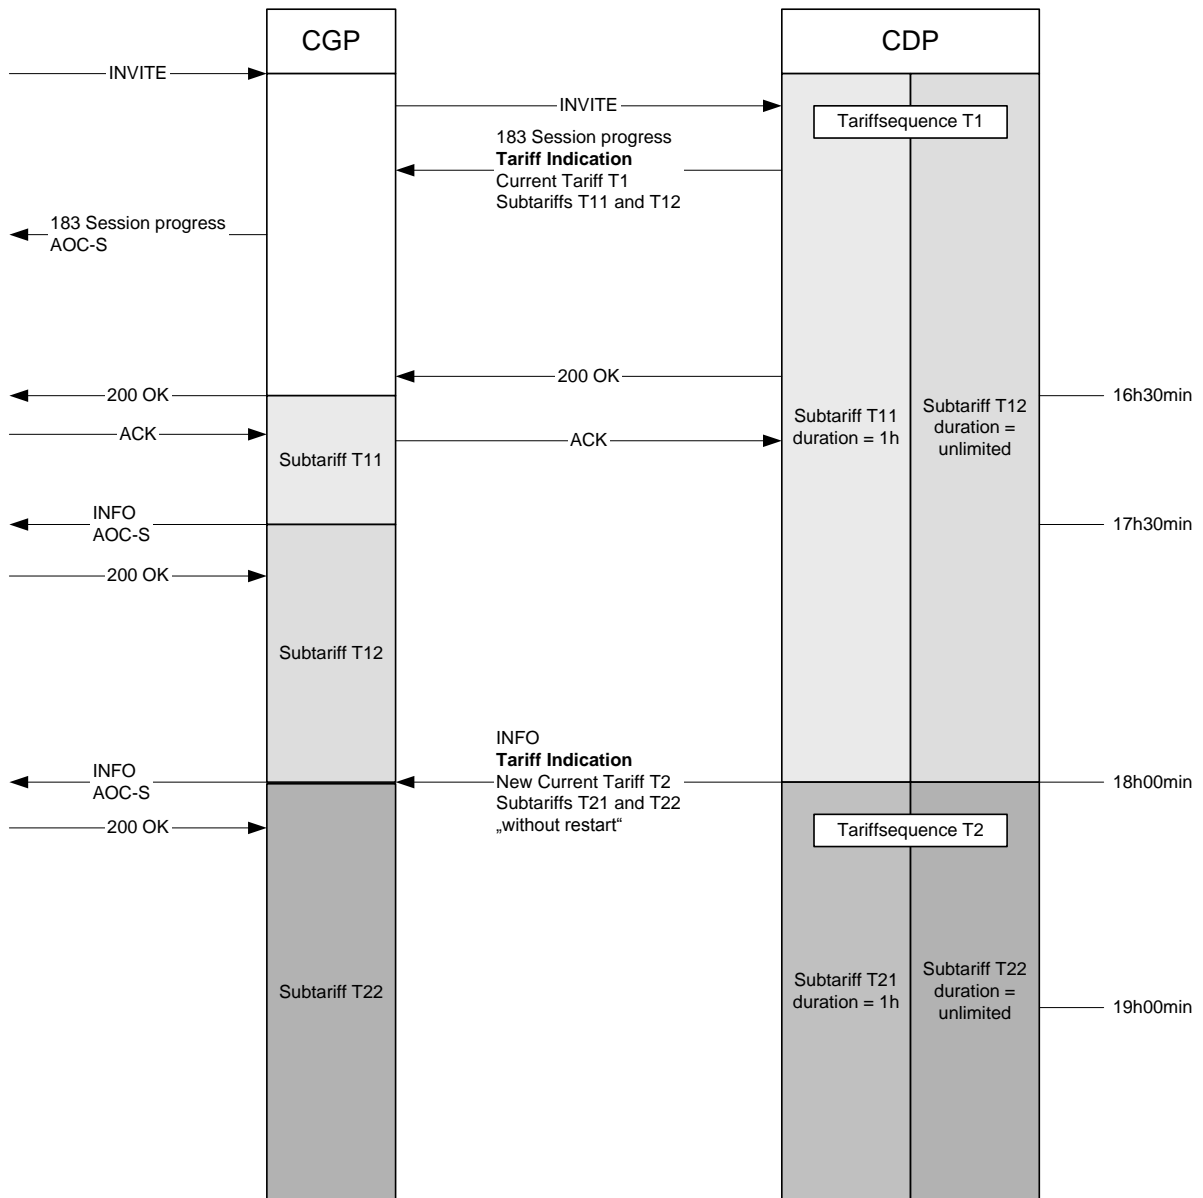 CGP
CDP
INVITE
INVITE
Tariffsequence T1
183 Session progress
Tariff Indication
Current Tariff T1
Subtariffs T11 and T12
183 Session progress
AOC-S
200 OK
200 OK
16h30min
Subtariff T11
duration = 1h
Subtariff T12
duration =
unlimited
ACK
ACK
Subtariff T11
INFO
AOC-S
17h30min
200 OK
Subtariff T12
INFO
Tariff Indication
New Current Tariff T2
Subtariffs T21 and T22
„without restart“
INFO
AOC-S
18h00min
200 OK
Tariffsequence T2
Subtariff T22
Subtariff T21
duration = 1h
Subtariff T22
duration =
unlimited
19h00min